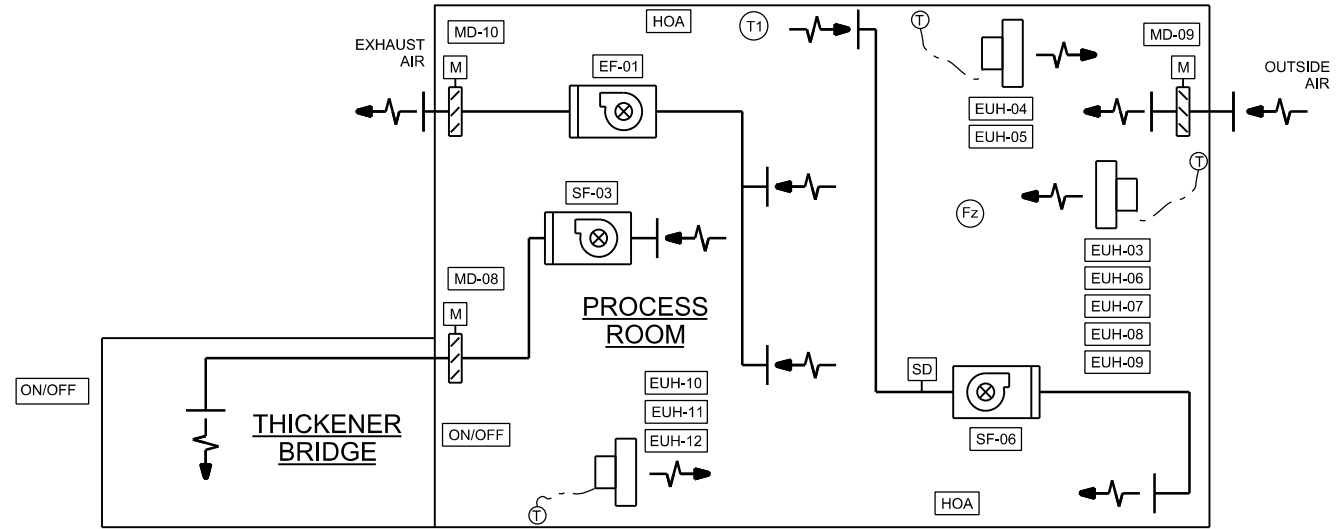 HOA
T1
T
MD-10
MD-09
EXHAUST
AIR
M
EF-01
M
OUTSIDE
AIR
EUH-04
EUH-05
T
SF-03
Fz
EUH-03
MD-08
EUH-06
M
PROCESS
ROOM
EUH-07
EUH-08
EUH-09
SD
ON/OFF
EUH-10
EUH-11
EUH-12
THICKENER
BRIDGE
ON/OFF
SF-06
T
HOA